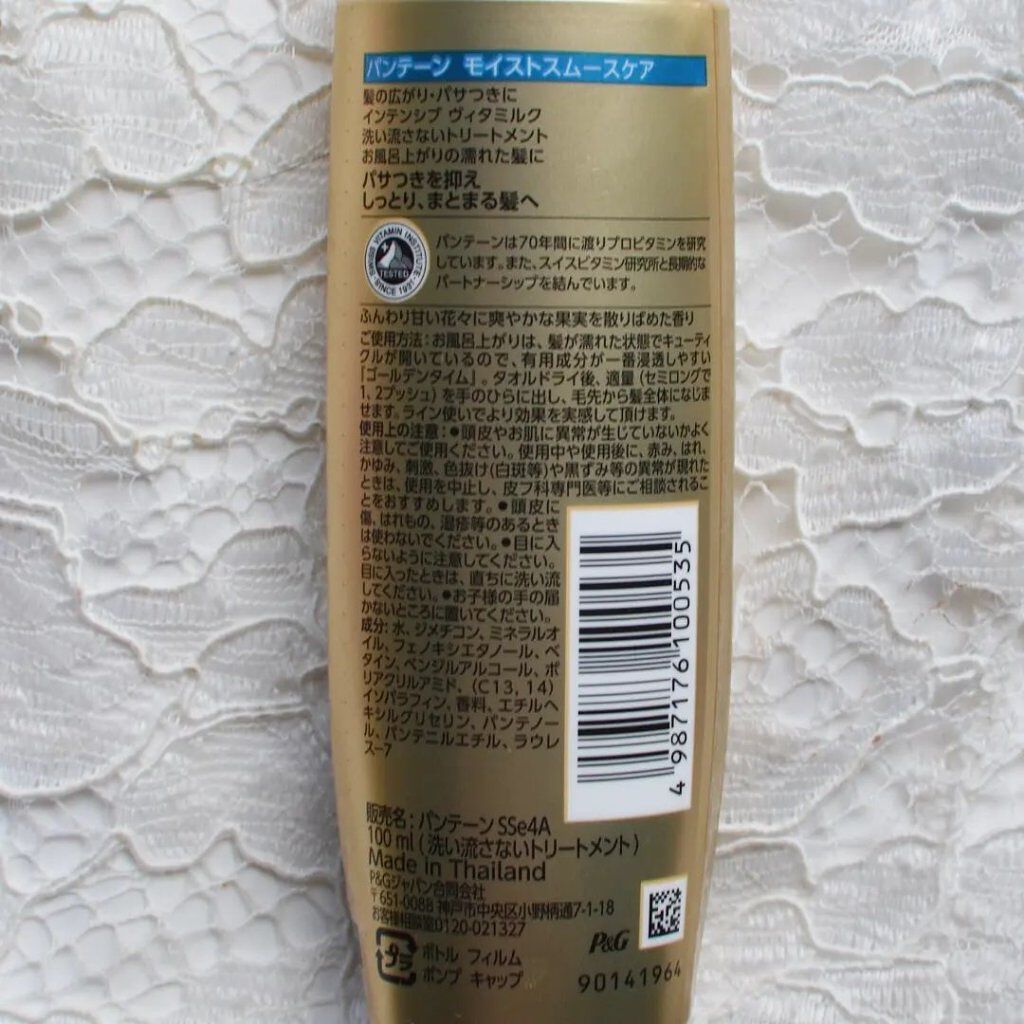 パンテーン モイストスムースケア
髪の広がり・パサつきに
インテンシブ ヴィタミルク
洗い流さないトリートメント
お風呂上がりの濡れた髪に
パサつきを抑え
しっとり、まとまる髪へ
VITAMIN INSTITUTE
TESTED
SINCE 1937
パンテーンは70年間に渡りプロビタミンを研究
しています。また、スイスビタミン研究所と長期的な
パートナーシップを結んでいます。
ふんわり甘い花々に爽やかな果実を散りばめた香り
ご使用方法：お風呂上がりは、髪が濡れた状態でキューティ
クルが開いているので、有用成分が一番浸透しやすい
『ゴールデンタイム』。タオルドライ後、適量（セミロングで
1、2プッシュ）を手のひらに出し、毛先から髪全体になじま
せます。ライン使いでより効果を実感して頂けます。
使用上の注意：●頭皮やお肌に異常が生じていないかよく
注意してご使用ください。使用中や使用後に、赤み、はれ、
かゆみ、刺激、色抜け(白斑等)や黒ずみ等の異常が現れた
ときは、使用を中止し、皮フ科専門医等にご相談されるこ
とをおすすめします。●頭皮に
傷、はれもの、湿疹等のあるとき
は使わないでください。●目に入
らないように注意してください。
目に入ったときは、直ちに洗い流
してください。●お子様の手の届
かないところに置いてください。
成分：水、ジメチコン、ミネラルオ
イル、フェノキシエタノール、ベ
タイン、ベンジルアルコール、ポ
リアクリルアミド、（C13，14）
イソパラフィン、香料、エチルヘ
キシルグリセリン、パンテノー
ル、パンテニルエチル、ラウレ
ス−7
4987176100535
販売名：パンテーン SSe4A
100 ml（洗い流さないトリートメント）
Made in Thailand
P&Gジャパン合同会社
〒651-0088 神戸市中央区小野柄通7-1-18
お客様相談室0120-021327
プラ
ボトル フィルム
ポンプ キャップ
P&G
90141964